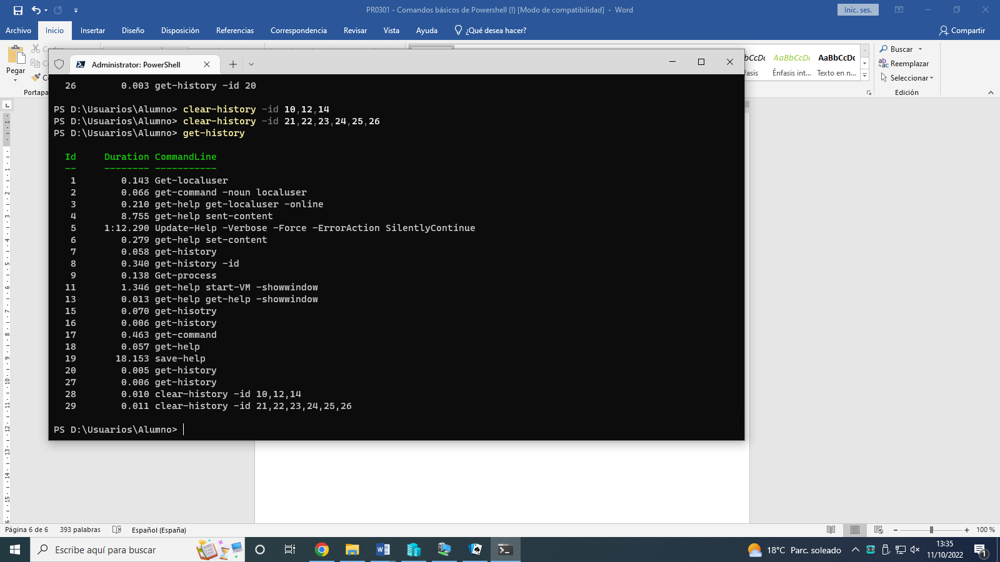 PR0301 - Comandos básicos de Powershell (I) [Modo de compatibilidad] - Word
Inic. ses.
Archivo Inicio Insertar Diseño Disposición Referencias Correspondencia Revisar Vista Ayuda ¿Qué desea hacer? Compartir
Pegar
Portapa
Administrator: PowerShell
AaBbCcDc AaBbCcDc
Énfasis int... Texto en n...
Buscar
Reemplazar
Seleccionar
Edición
26 0.003 get-history -id 20
PS D:\Usuarios\Alumno> clear-history -id 10,12,14
PS D:\Usuarios\Alumno> clear-history -id 21,22,23,24,25,26
PS D:\Usuarios\Alumno> get-history
Id Duration CommandLine
-- -------- -----------
1 0.143 Get-localuser
2 0.066 get-command -noun localuser
3 0.210 get-help get-localuser -online
4 8.755 get-help sent-content
5 1:12.290 Update-Help -Verbose -Force -ErrorAction SilentlyContinue
6 0.279 get-help set-content
7 0.058 get-history
8 0.340 get-history -id
9 0.138 Get-process
11 1.346 get-help start-VM -showwindow
13 0.013 get-help get-help -showwindow
15 0.070 get-hisotry
16 0.006 get-history
17 0.463 get-command
18 0.057 get-help
19 18.153 save-help
20 0.005 get-history
27 0.006 get-history
28 0.010 clear-history -id 10,12,14
29 0.011 clear-history -id 21,22,23,24,25,26
PS D:\Usuarios\Alumno>
Página 6 de 6 393 palabras Español (España) 100 %
Escribe aquí para buscar
18°C Parc. soleado
13:35
11/10/2022
1